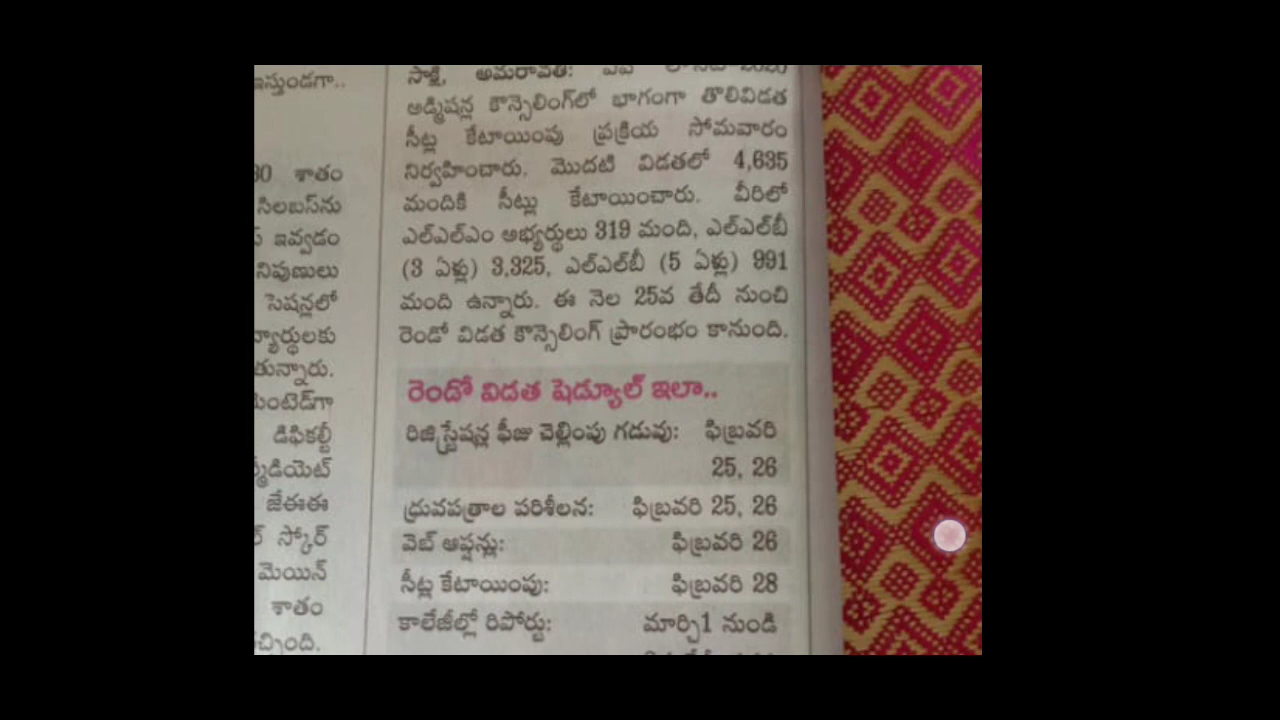 ఇస్తుండగా..
30 శాతం
సిలబస్‌ను
ఇవ్వడం
నిపుణులు
సెషన్లలో
తున్నారు.
డిఫికల్టీ
జేఈఈ
స్కోర్
మెయిన్
శాతం
సాక్షి, అమరావతి:
అడ్మిషన్ల కౌన్సెలింగ్‌లో భాగంగా తొలివిడత
సీట్ల కేటాయింపు ప్రక్రియ సోమవారం
నిర్వహించారు. మొదటి విడతలో 4,635
మందికి సీట్లు కేటాయించారు. వీరిలో
ఎల్ఎల్ఎం అభ్యర్థులు 319 మంది, ఎల్ఎల్‌బీ
(3 ఏళ్లు) 3,325, ఎల్ఎల్‌బీ (5 ఏళ్లు) 991
మంది ఉన్నారు. ఈ నెల 25వ తేదీ నుంచి
రెండో విడత కౌన్సెలింగ్ ప్రారంభం కానుంది.
రెండో విడత షెడ్యూల్ ఇలా..
రిజిస్ట్రేషన్ల ఫీజు చెల్లింపు గడువు: ఫిబ్రవరి
25, 26
ధ్రువపత్రాల పరిశీలన: ఫిబ్రవరి 25, 26
వెబ్ ఆప్షన్లు: ఫిబ్రవరి 26
సీట్ల కేటాయింపు: ఫిబ్రవరి 28
కాలేజీల్లో రిపోర్టు: మార్చి1 నుండి